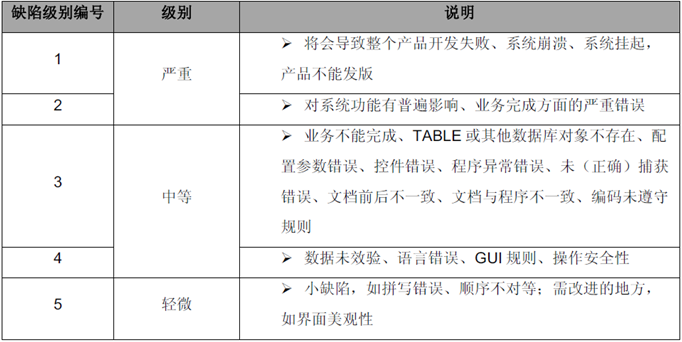 缺陷级别编号 级别 说明
1 严重 ➢ 将会导致整个产品开发失败、系统崩溃、系统挂起，
产品不能发版
2 ➢ 对系统功能有普遍影响、业务完成方面的严重错误
3 中等 ➢ 业务不能完成、TABLE 或其他数据库对象不存在、配
置参数错误、控件错误、程序异常错误、未（正确）捕获
错误、文档前后不一致、文档与程序不一致、编码未遵守
规则
4 ➢ 数据未效验、语言错误、GUI 规则、操作安全性
5 轻微 ➢ 小缺陷，如拼写错误、顺序不对等；需改进的地方，
如界面美观性